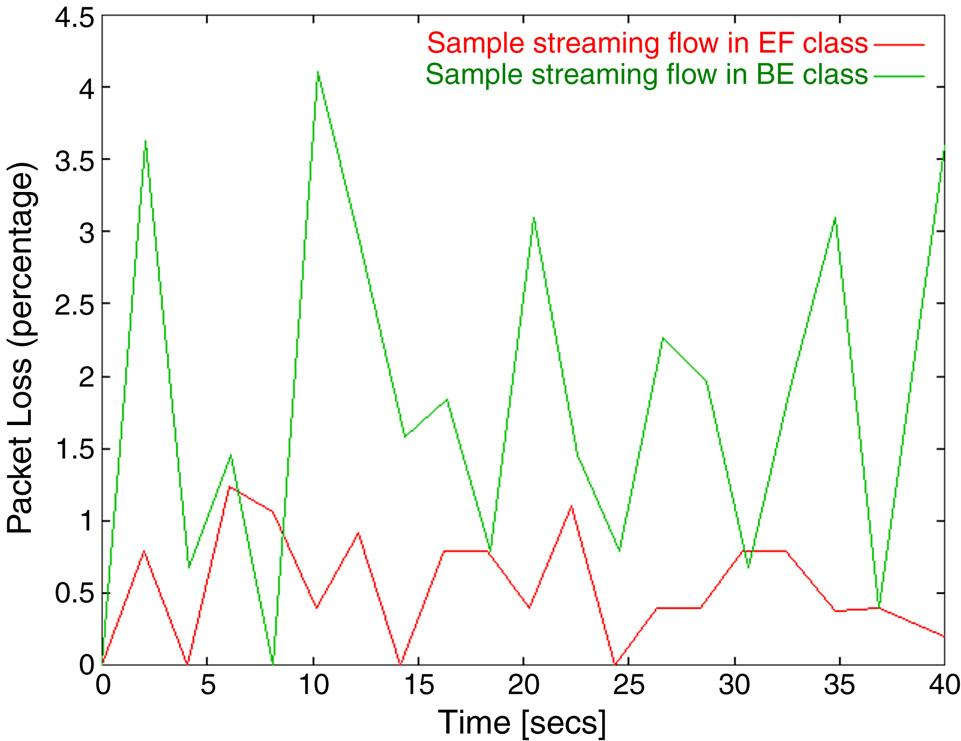 4.5
4
3.5
3
2.5
2
1.5
1
0.5
0
Packet Loss (percentage)
Sample streaming flow in EF class
Sample streaming flow in BE class
0 5 10 15 20 25 30 35 40
Time [secs]